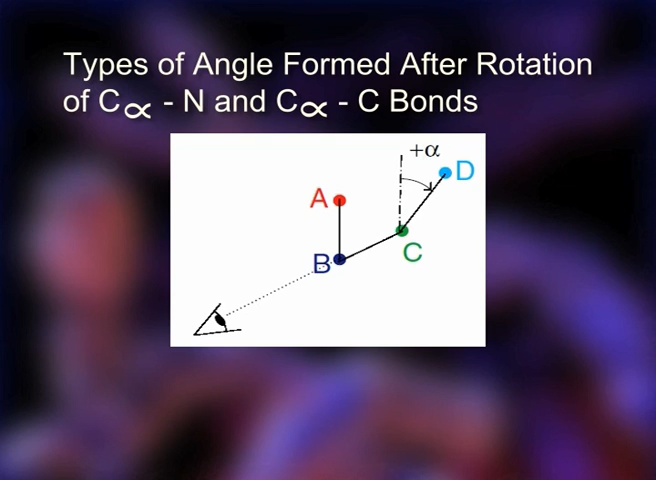 Types of Angle Formed After Rotation
of C∝ - N and C∝ - C Bonds
+α
D
A
C
B